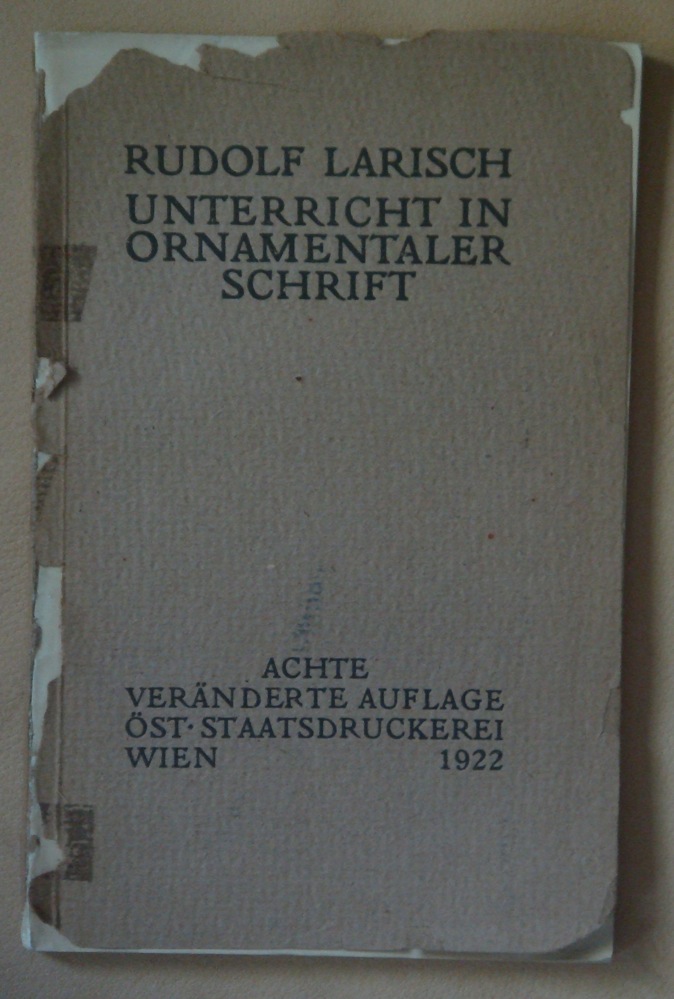 RUDOLF LARISCH
UNTERRICHT IN
ORNAMENTALER
SCHRIFT
ACHTE
VERÄNDERTE AUFLAGE
ÖST· STAATSDRUCKEREI
WIEN 1922